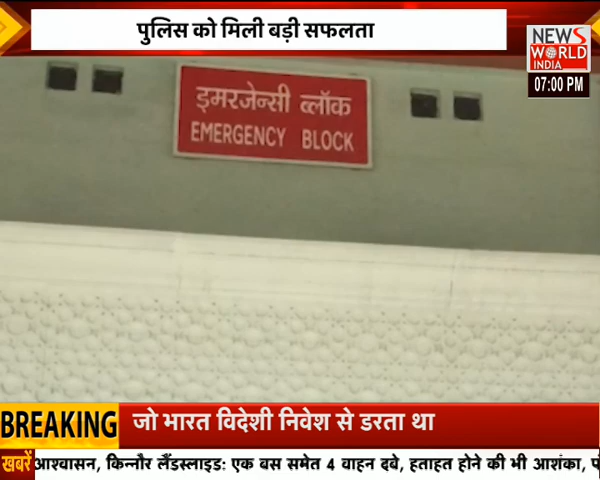 पुलिस को मिली बड़ी सफलता
NEWS
WORLD
INDIA
07:00 PM
इमरजेन्सी ब्लॉक
EMERGENCY BLOCK
BREAKING
जो भारत विदेशी निवेश से डरता था
खबरें
आश्वासन, किन्नौर लैंडस्लाइड: एक बस समेत 4 वाहन दबे, हताहत होने की भी आशंका,